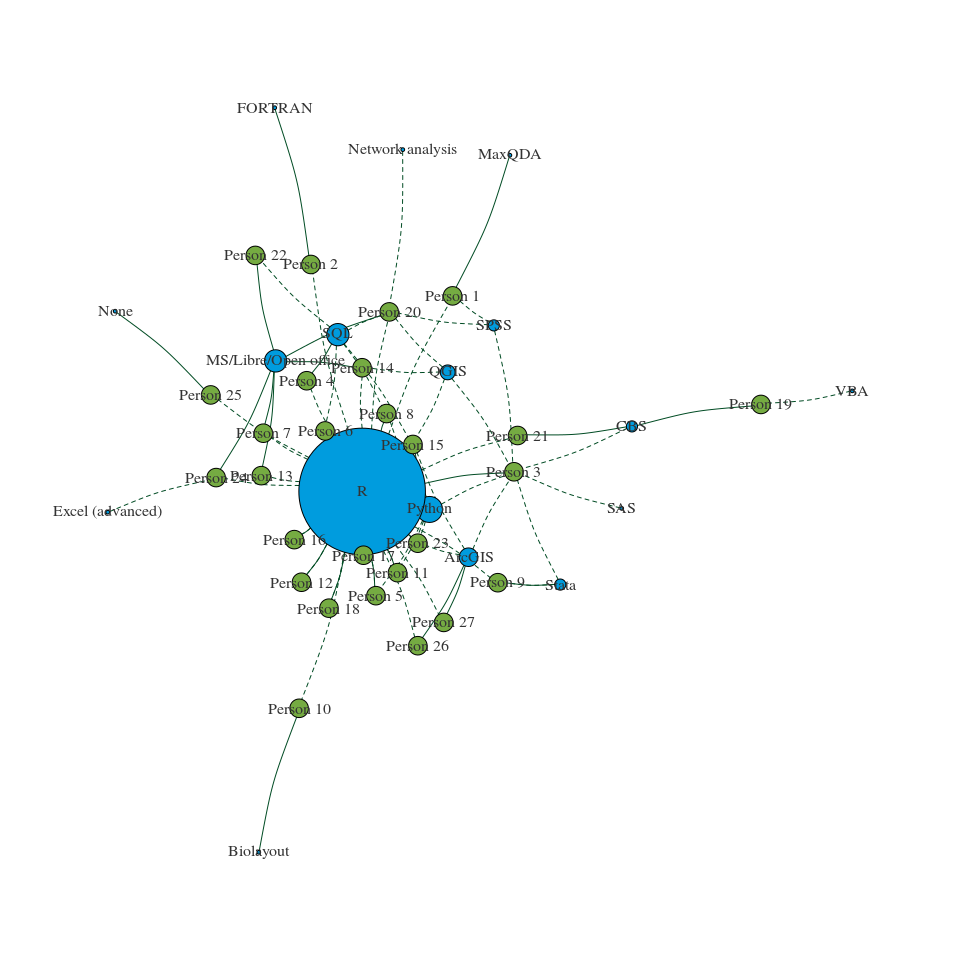 FORTRAN
Network analysis
MaxQDA
Person 22
Person 2
Person 1
None
Person 20
SPSS
SQL
MS/Libre/Open office
Person 14
QGIS
Person 4
Person 25
VBA
Person 19
Person 8
CBS
Person 7
Person 6
Person 21
Person 15
Person 3
Person 24
Person 13
R
Excel (advanced)
Python
SAS
Person 16
Person 23
Person 17
ArcGIS
Person 11
Person 12
Person 9
Stata
Person 5
Person 18
Person 27
Person 26
Person 10
Biolayout